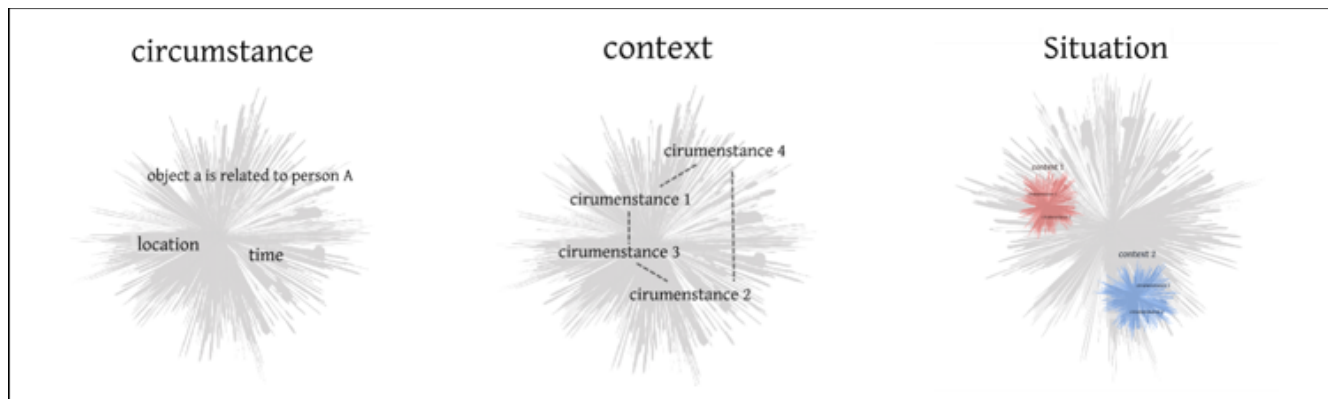 circumstance
object a is related to person A
location
time
context
cirumenstance 4
cirumenstance 1
cirumenstance 3
cirumenstance 2
Situation
context 1
context 2